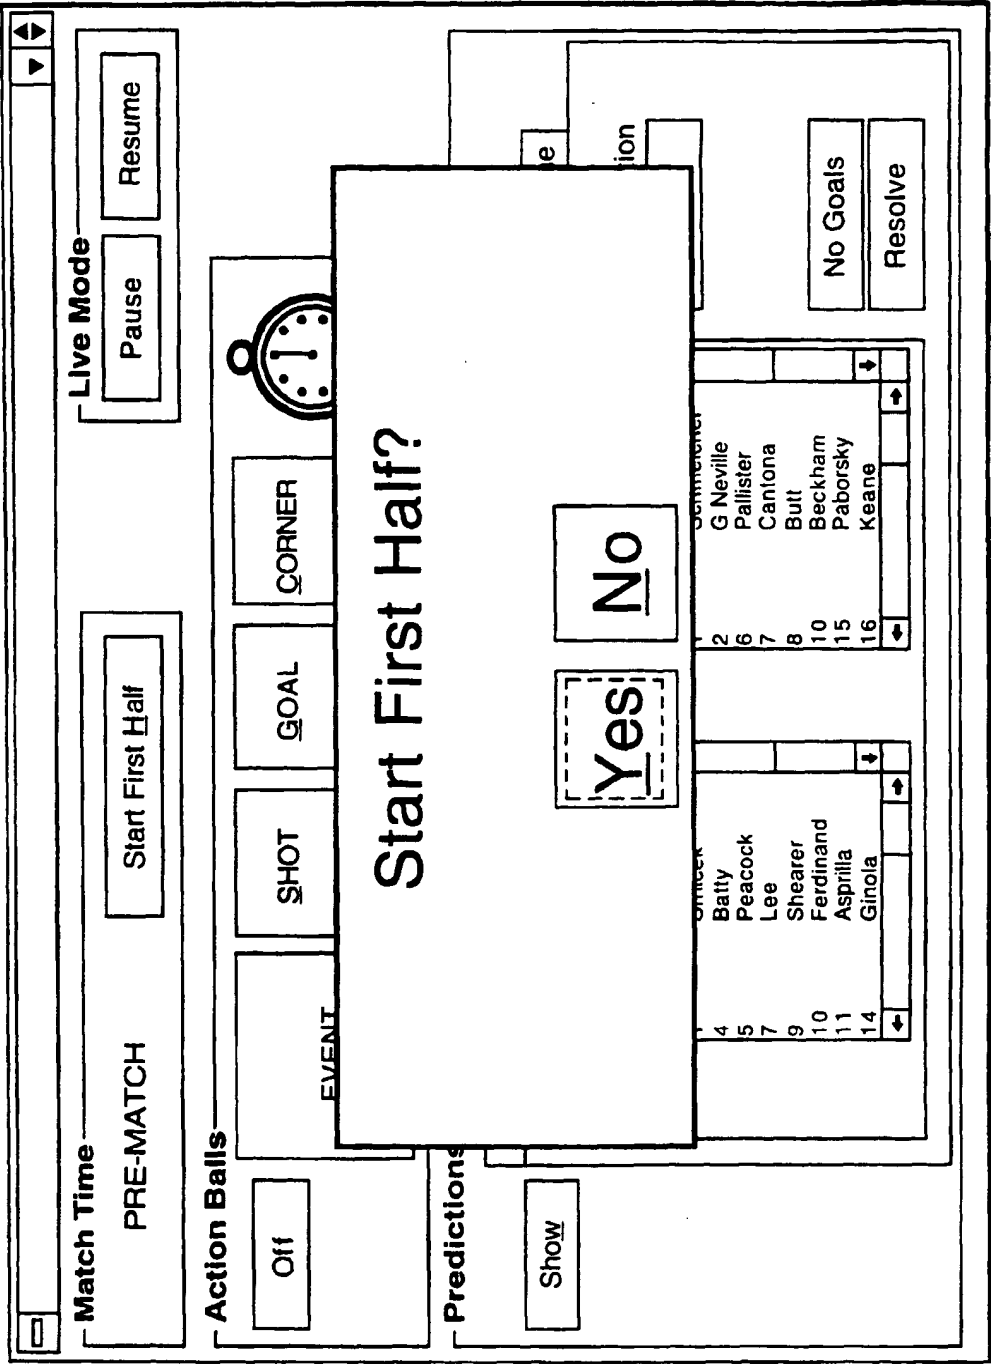 Match Time
Live Mode
PRE-MATCH
Start First Half
Pause
Resume
Action Balls
Off
EVENT
SHOT
GOAL
CORNER
Start First Half?
Yes
No
Predictions
Show
4 Batty
5 Peacock
7 Lee
9 Shearer
10 Ferdinand
11 Asprilla
14 Ginola
2 G Neville
6 Pallister
7 Cantona
8 Butt
10 Beckham
15 Paborsky
16 Keane
No Goals
Resolve